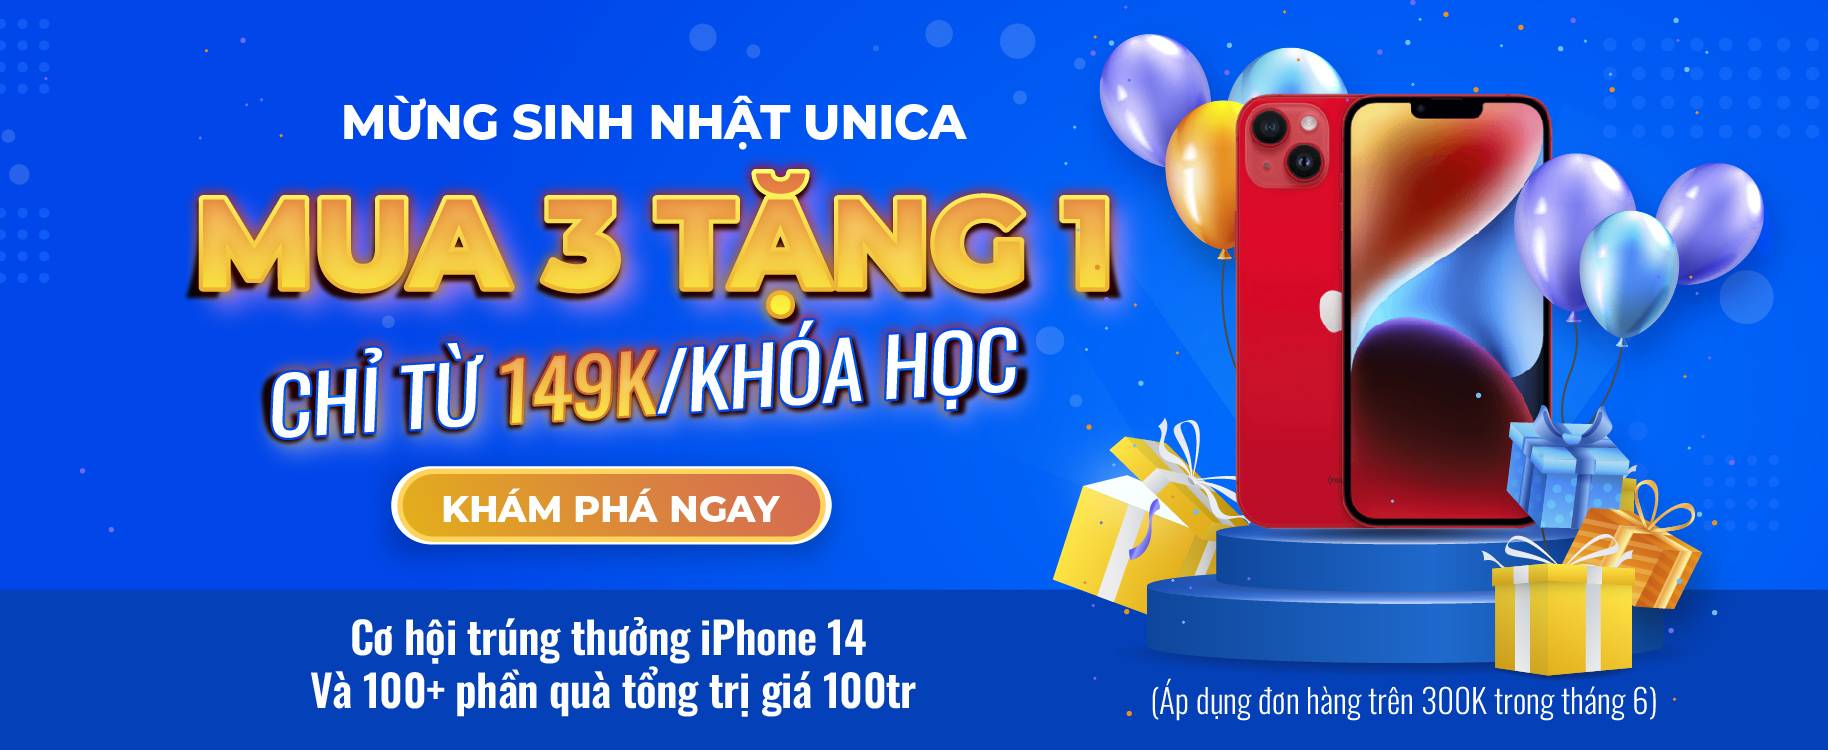 MỪNG SINH NHẬT UNICA
MUA 3 TẶNG 1
CHỈ TỪ 149K/KHÓA HỌC
KHÁM PHÁ NGAY
Cơ hội trúng thưởng iPhone 14
Và 100+ phần quà tổng trị giá 100tr
(Áp dụng đơn hàng trên 300K trong tháng 6)